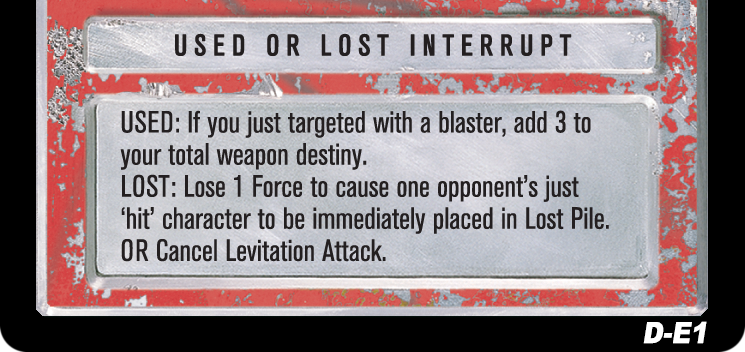 USED OR LOST INTERRUPT
USED: If you just targeted with a blaster, add 3 to
your total weapon destiny.
LOST: Lose 1 Force to cause one opponent's just
'hit' character to be immediately placed in Lost Pile.
OR Cancel Levitation Attack.
D-E1